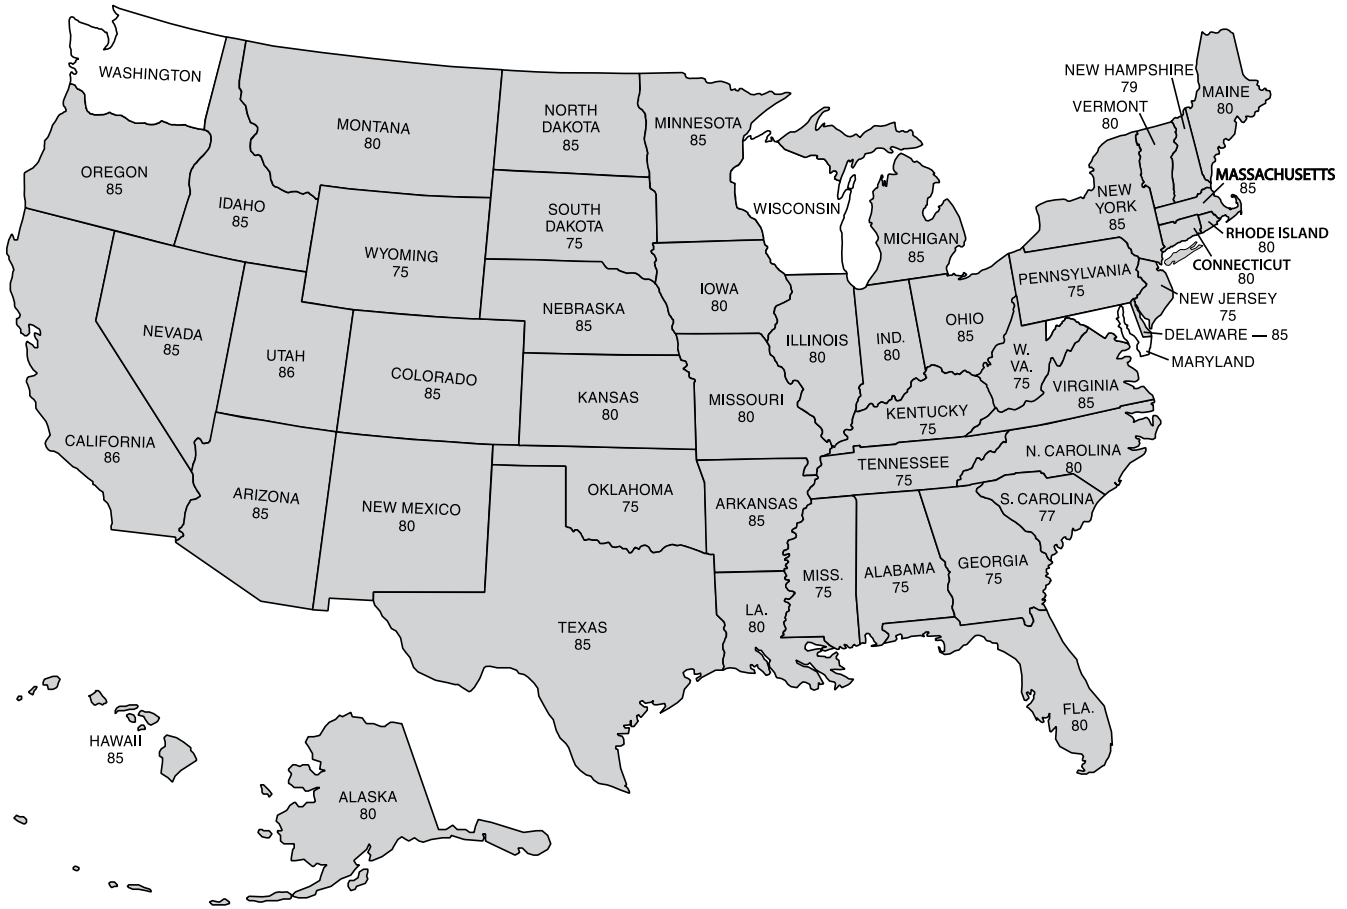 WASHINGTON
MONTANA
80
NORTH
DAKOTA
85
MINNESOTA
85
NEW HAMPSHIRE
79
VERMONT
80
MAINE
80
OREGON
85
IDAHO
85
WYOMING
75
SOUTH
DAKOTA
75
WISCONSIN
MICHIGAN
85
NEW
YORK
85
MASSACHUSETTS
85
RHODE ISLAND
80
CONNECTICUT
80
NEVADA
85
UTAH
86
COLORADO
85
NEBRASKA
85
IOWA
80
ILLINOIS
80
IND.
80
OHIO
85
PENNSYLVANIA
75
NEW JERSEY
75
DELAWARE — 85
MARYLAND
CALIFORNIA
86
KANSAS
80
MISSOURI
80
KENTUCKY
75
W.
VA.
75
VIRGINIA
85
ARIZONA
85
NEW MEXICO
80
OKLAHOMA
75
ARKANSAS
85
TENNESSEE
75
N. CAROLINA
80
S. CAROLINA
77
TEXAS
85
LA.
80
MISS.
75
ALABAMA
75
GEORGIA
75
FLA.
80
HAWAII
85
ALASKA
80